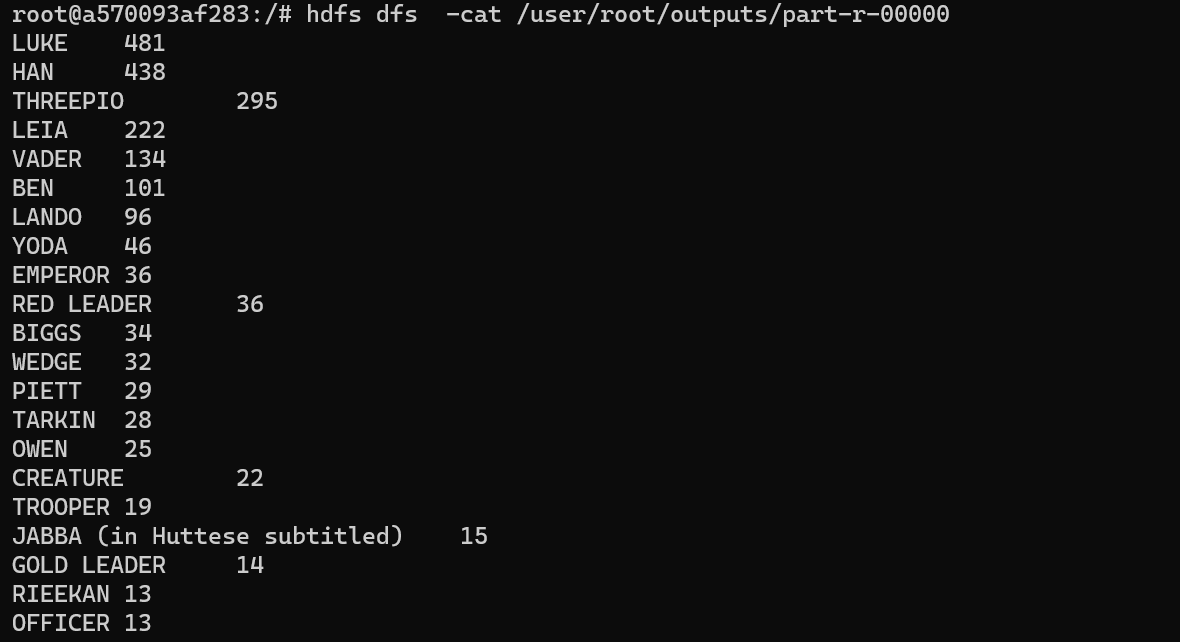 root@a570093af283:/# hdfs dfs  -cat /user/root/outputs/part-r-00000
LUKE    481
HAN     438
THREEPIO        295
LEIA    222
VADER   134
BEN     101
LANDO   96
YODA    46
EMPEROR 36
RED LEADER      36
BIGGS   34
WEDGE   32
PIETT   29
TARKIN  28
OWEN    25
CREATURE        22
TROOPER 19
JABBA (in Huttese subtitled)    15
GOLD LEADER     14
RIEEKAN 13
OFFICER 13